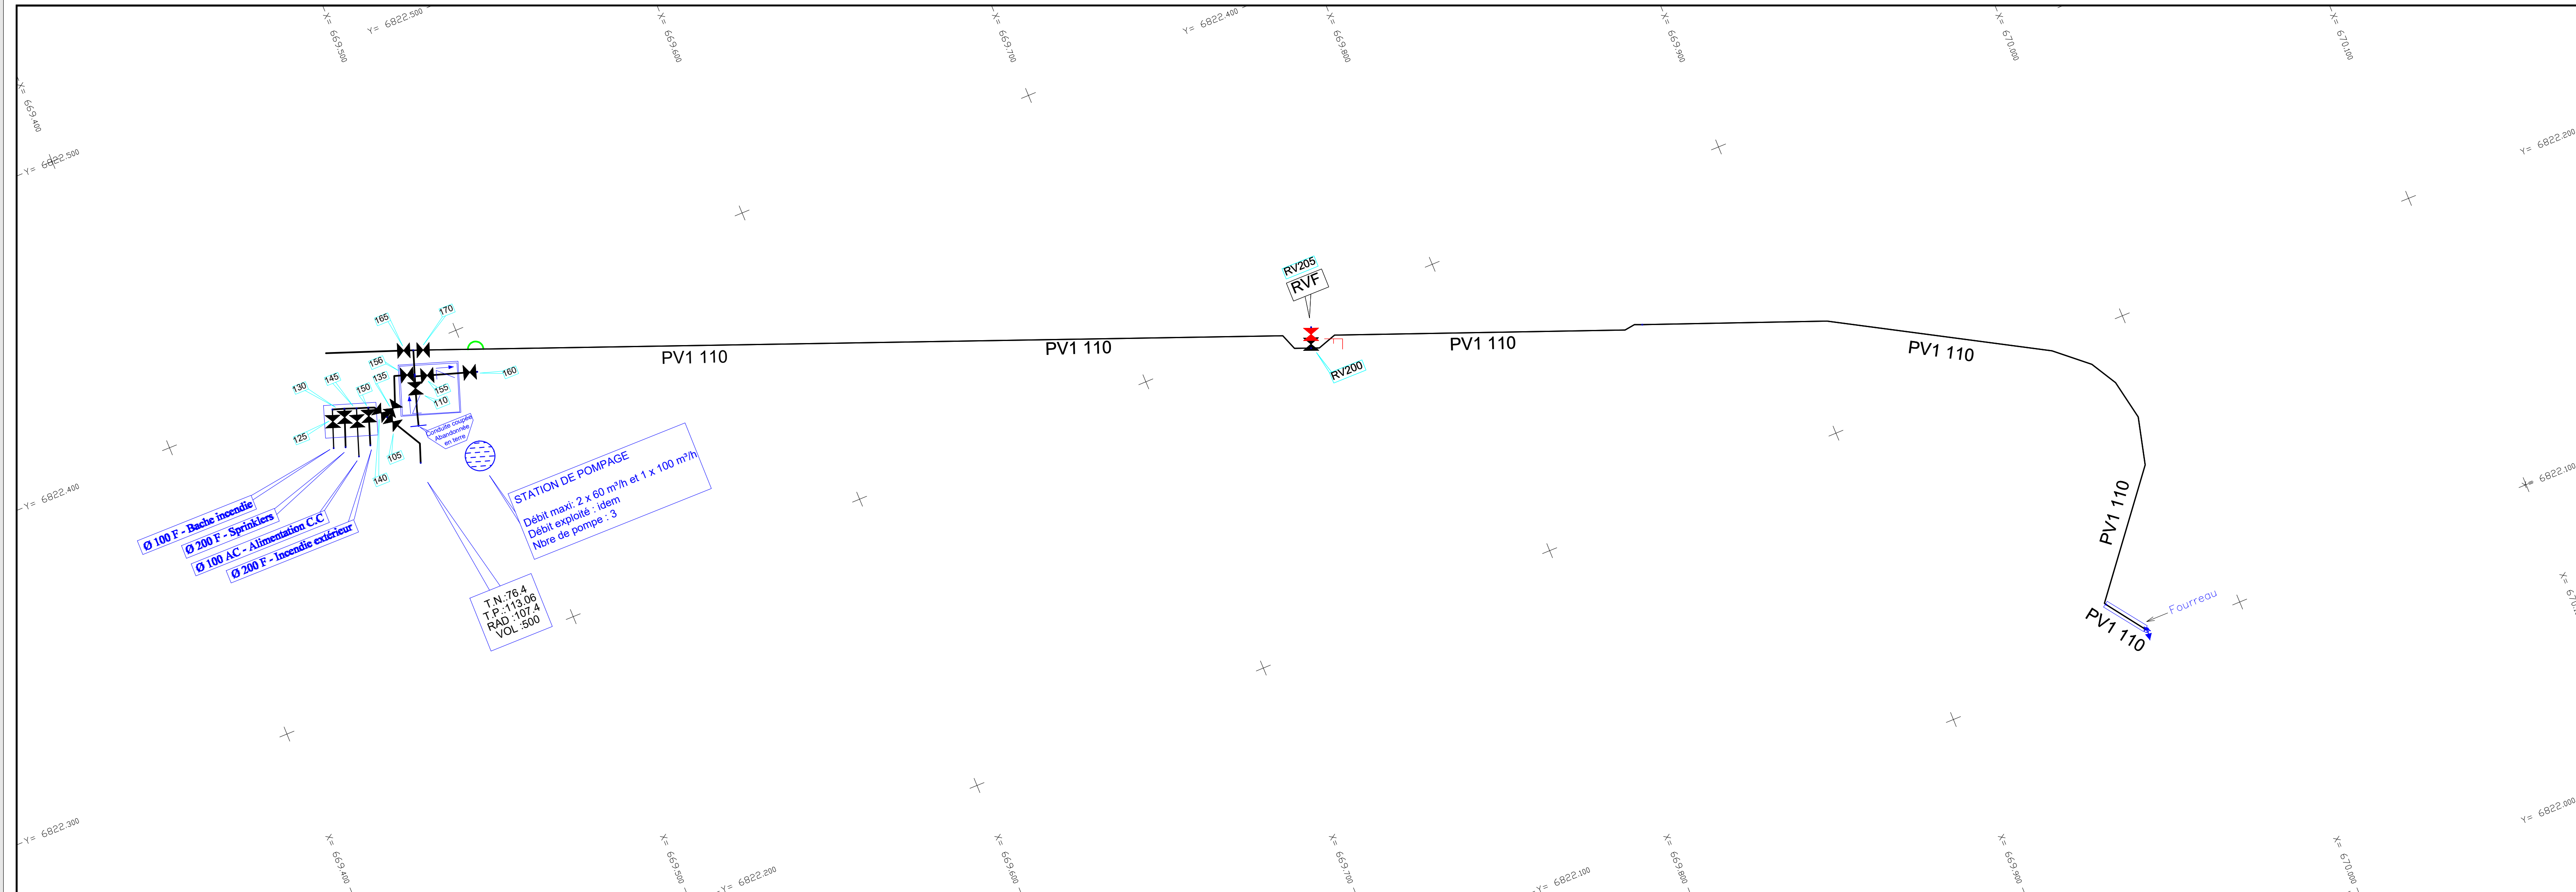 X= 669.500
Y= 6822.500
X= 669.600
X= 669.700
Y= 6822.400
X= 669.800
X= 669.900
X= 670.000
X= 670.100
X= 669.400
Y= 6822.500
Y= 6822.200
RV205
RVF
165
170
PV1 110
PV1 110
PV1 110
PV1 110
156
135
145
130
150
160
155
110
RV200
125
105
140
Conduite coupée
Abandonnée
en terre
STATION DE POMPAGE
Débit maxi: 2 x 60 m³/h et 1 x 100 m³/h
Débit exploité : idem
Nbre de pompe : 3
Y= 6822.400
Ø 100 F - Bache incendie
Ø 200 F - Sprinklers
Ø 100 AC - Alimentation C.C
Ø 200 F - Incendie extérieur
T.N.:76.4
T.P.:113.06
RAD :107.4
VOL :500
PV1 110
Y= 6822.100
Fourreau
PV1 110
Y= 6822.300
Y= 6822.000
X= 669.400
X= 669.500
Y= 6822.200
X= 669.600
X= 669.700
Y= 6822.100
X= 669.800
X= 669.900
X= 670.000